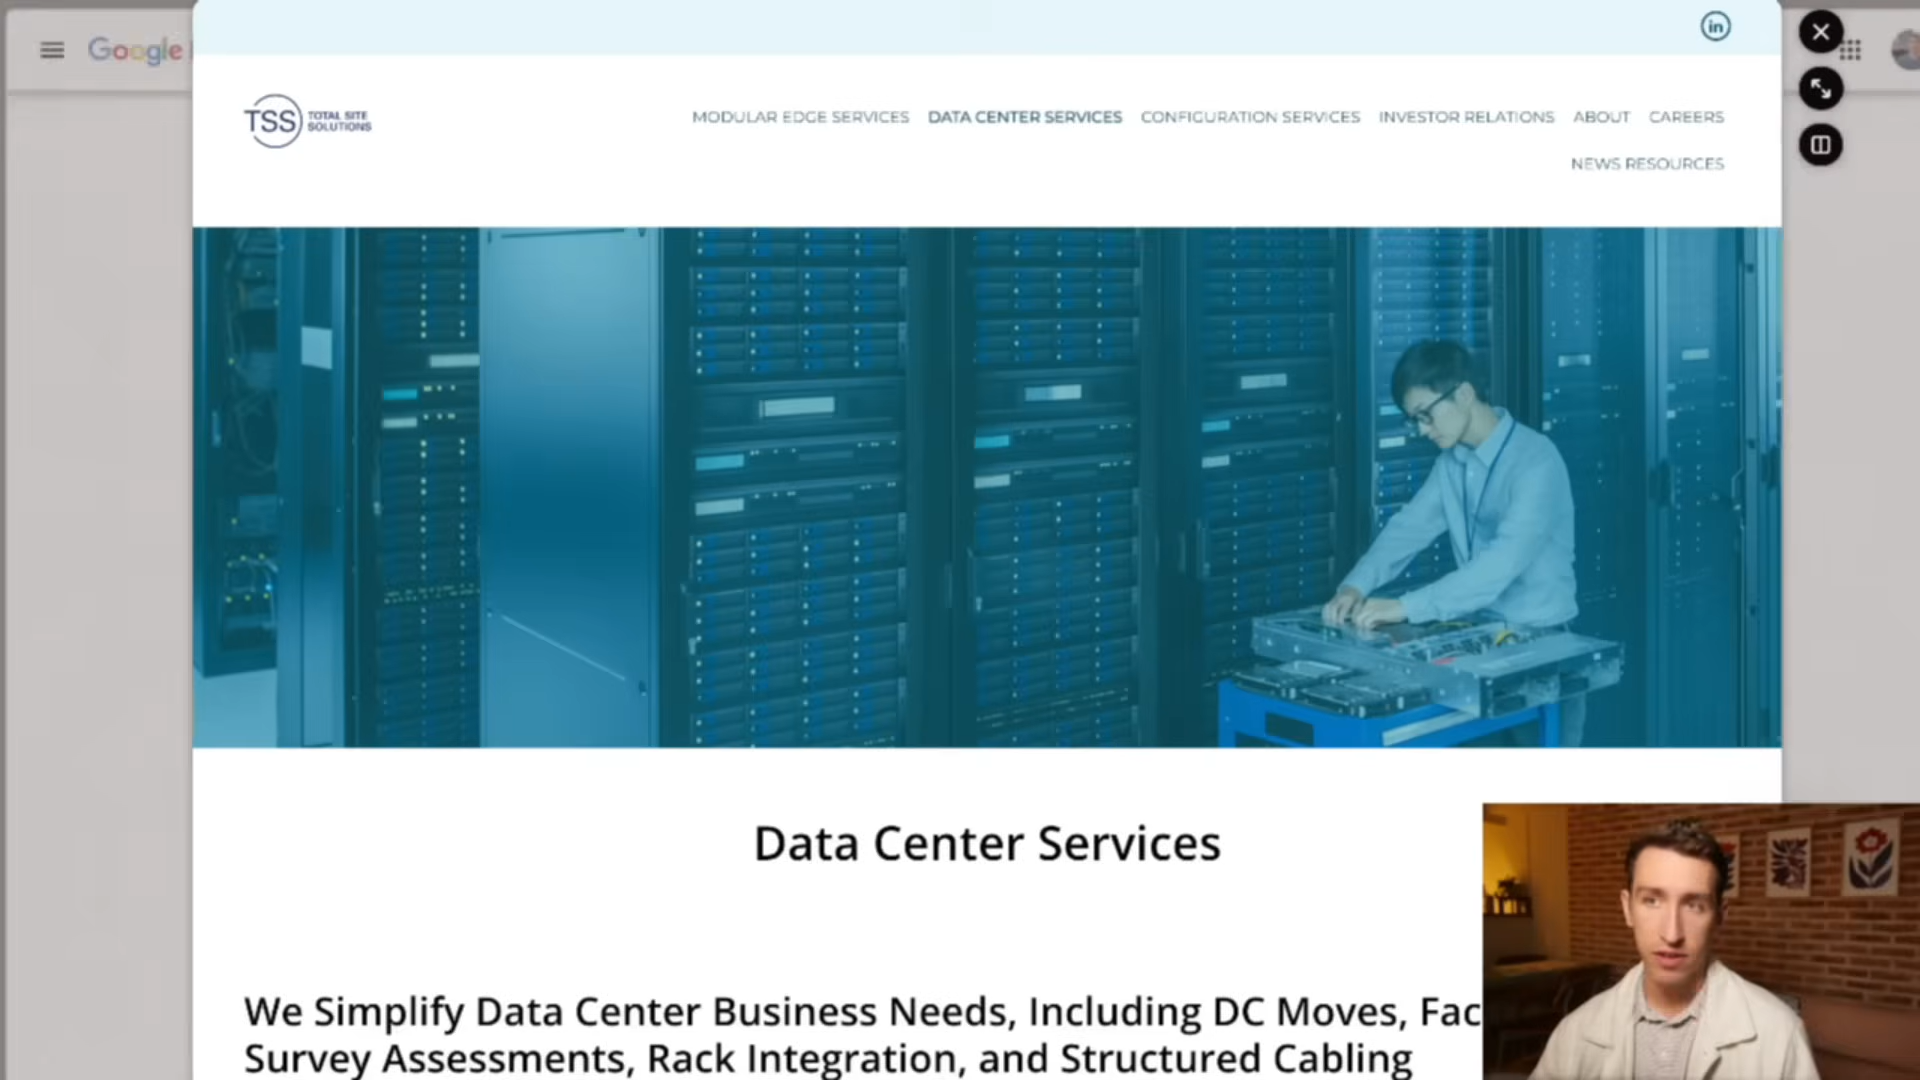 Google
in
TSS TOTAL SITE
SOLUTIONS
MODULAR EDGE SERVICES DATA CENTER SERVICES CONFIGURATION SERVICES INVESTOR RELATIONS ABOUT CAREERS
NEWS RESOURCES
Data Center Services
We Simplify Data Center Business Needs, Including DC Moves, Fac
Survey Assessments, Rack Integration, and Structured Cabling